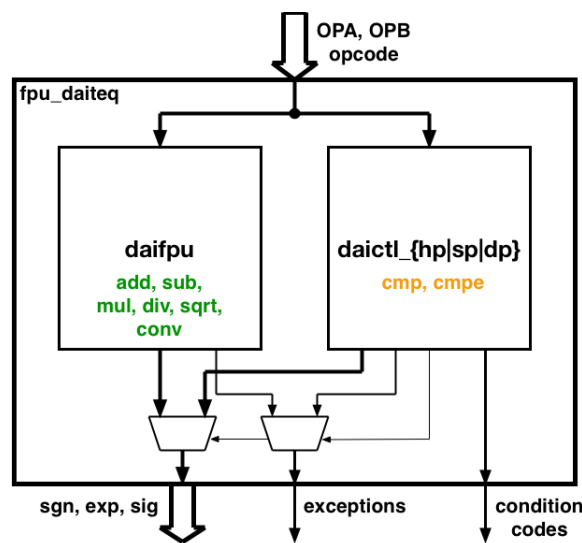 OPA, OPB
opcode
fpu_daiteq
daifpu
add, sub,
mul, div, sqrt,
conv
daictl_{hp|sp|dp}
cmp, cmpe
sgn, exp, sig
exceptions
condition
codes